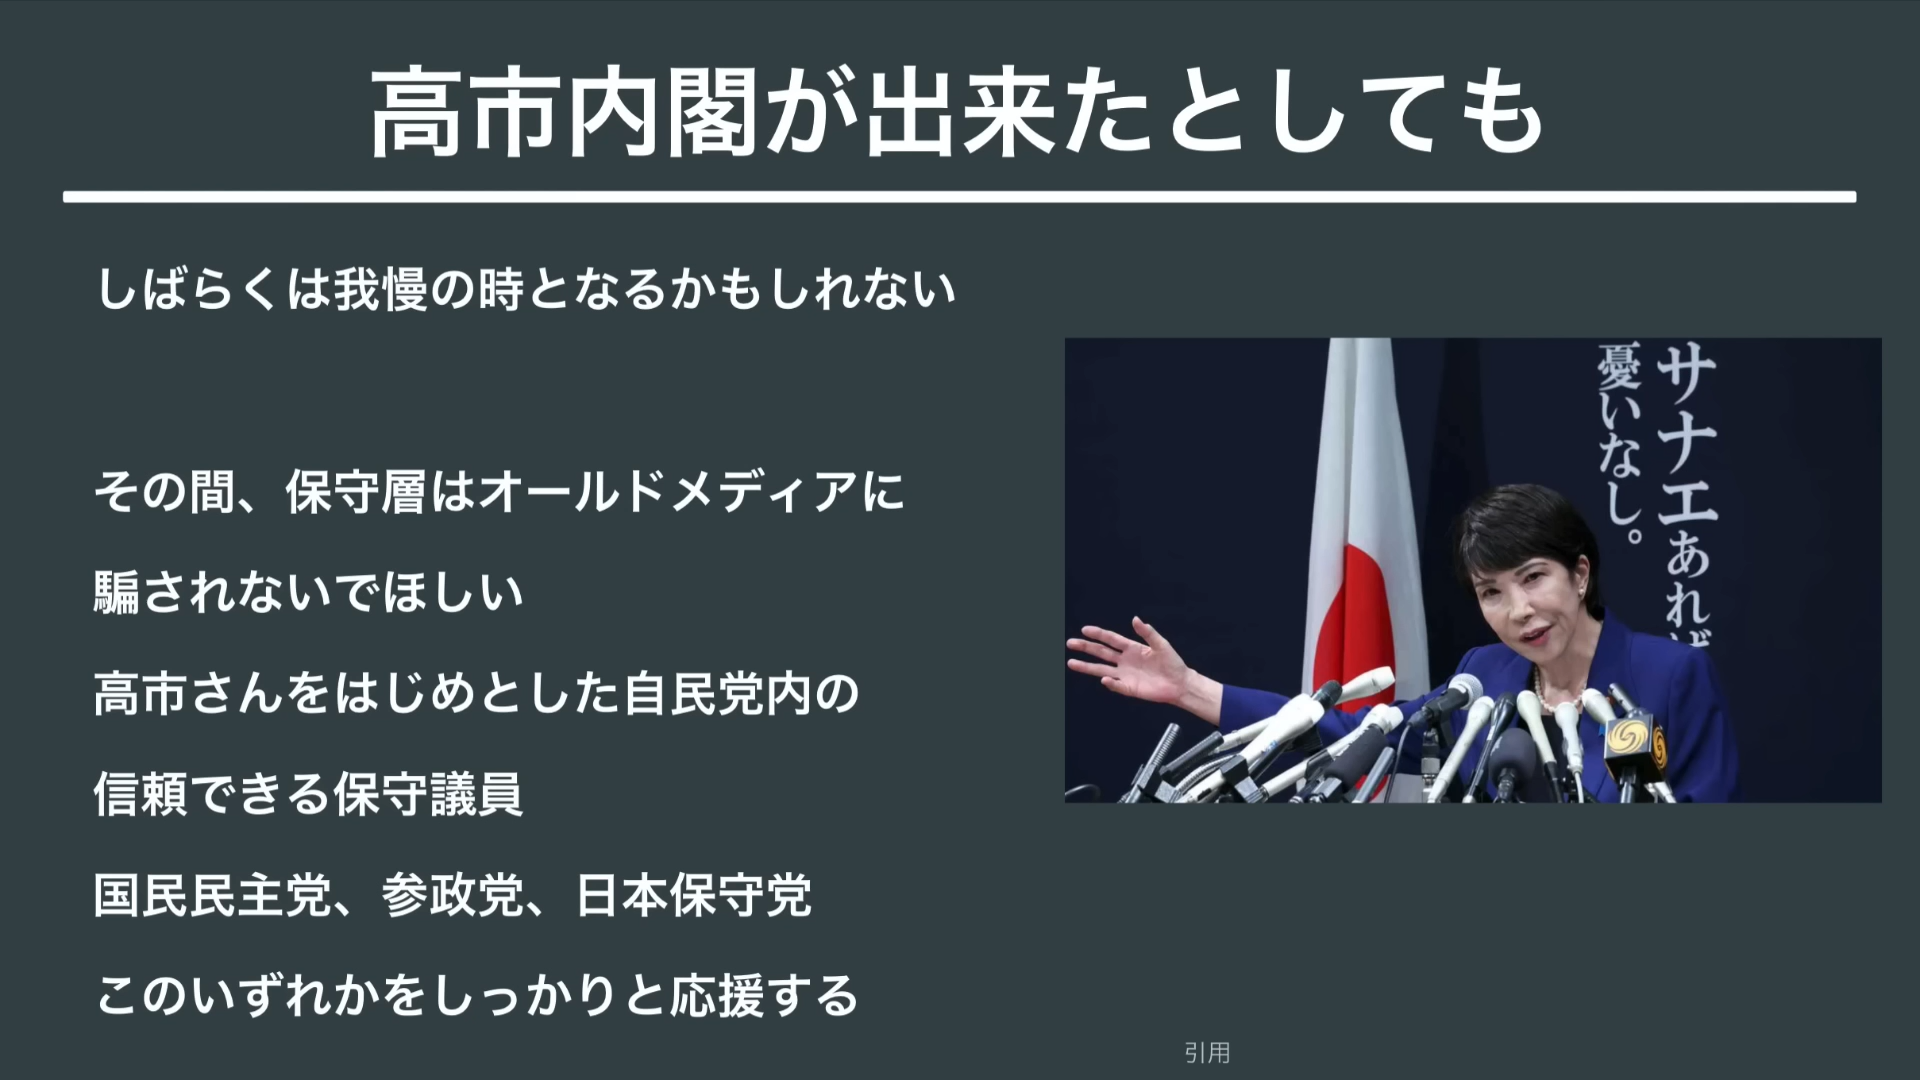 高市内閣が出来たとしても
しばらくは我慢の時となるかもしれない
その間、保守層はオールドメディアに
騙されないでほしい
高市さんをはじめとした自民党内の
信頼できる保守議員
国民民主党、参政党、日本保守党
このいずれかをしっかりと応援する
サナエあれば
憂いなし。
引用